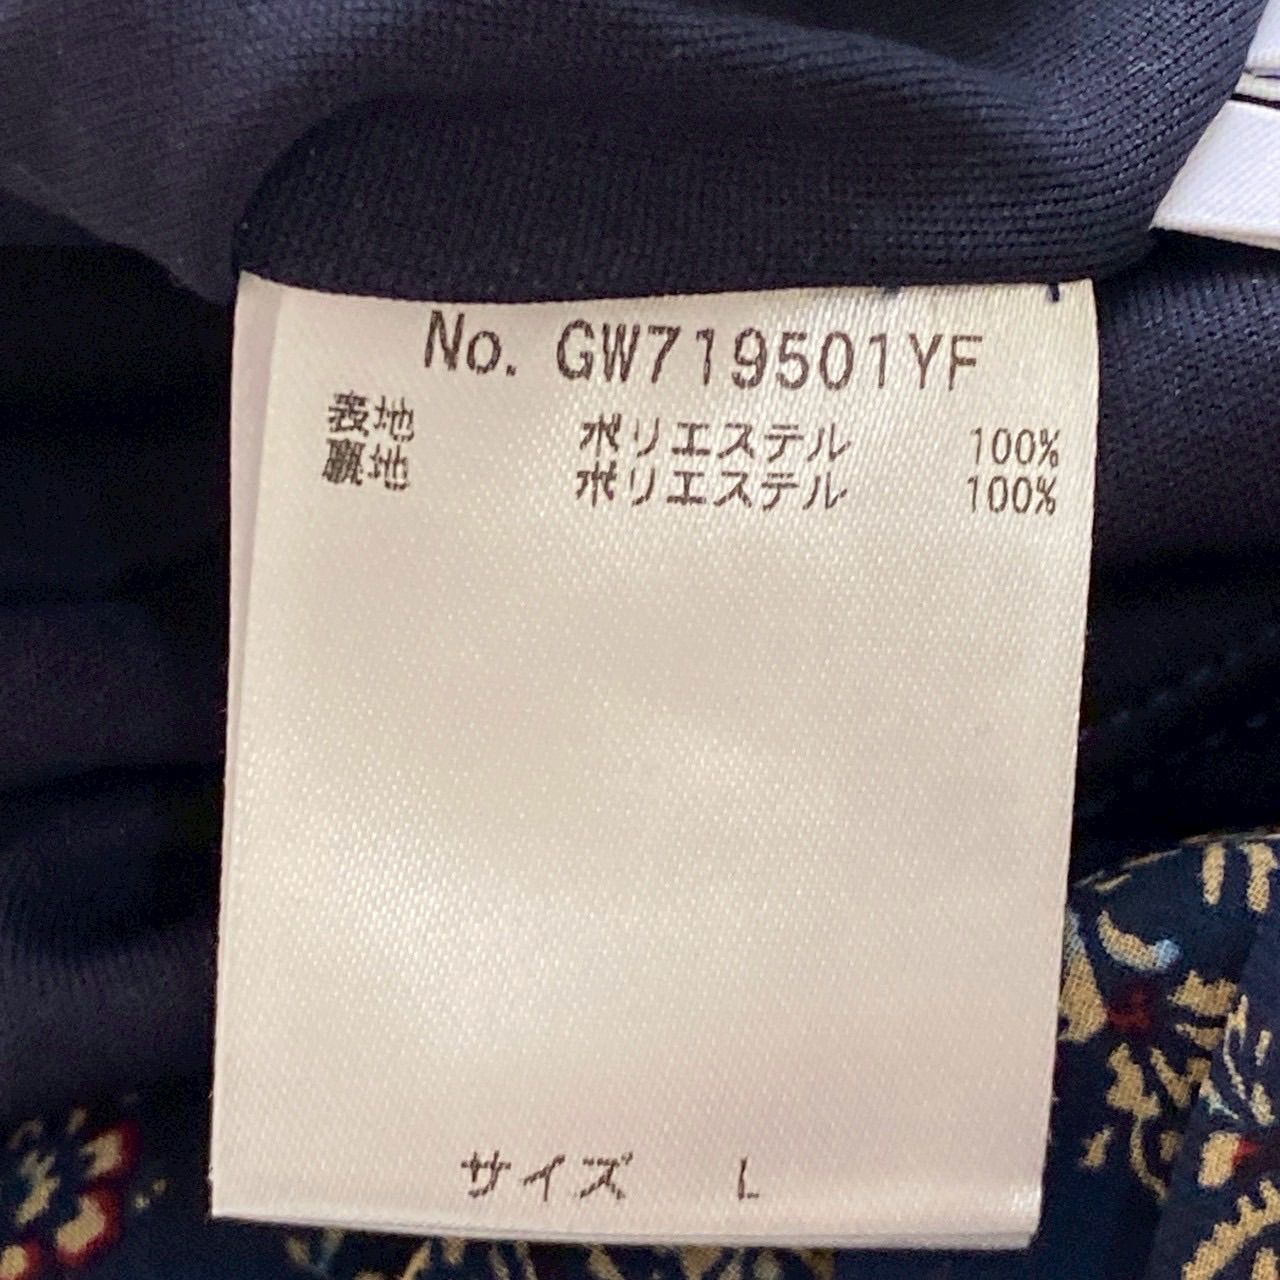 No. GW719501YF
表地 ポリエステル 100%
裏地 ポリエステル 100%
サイズ L